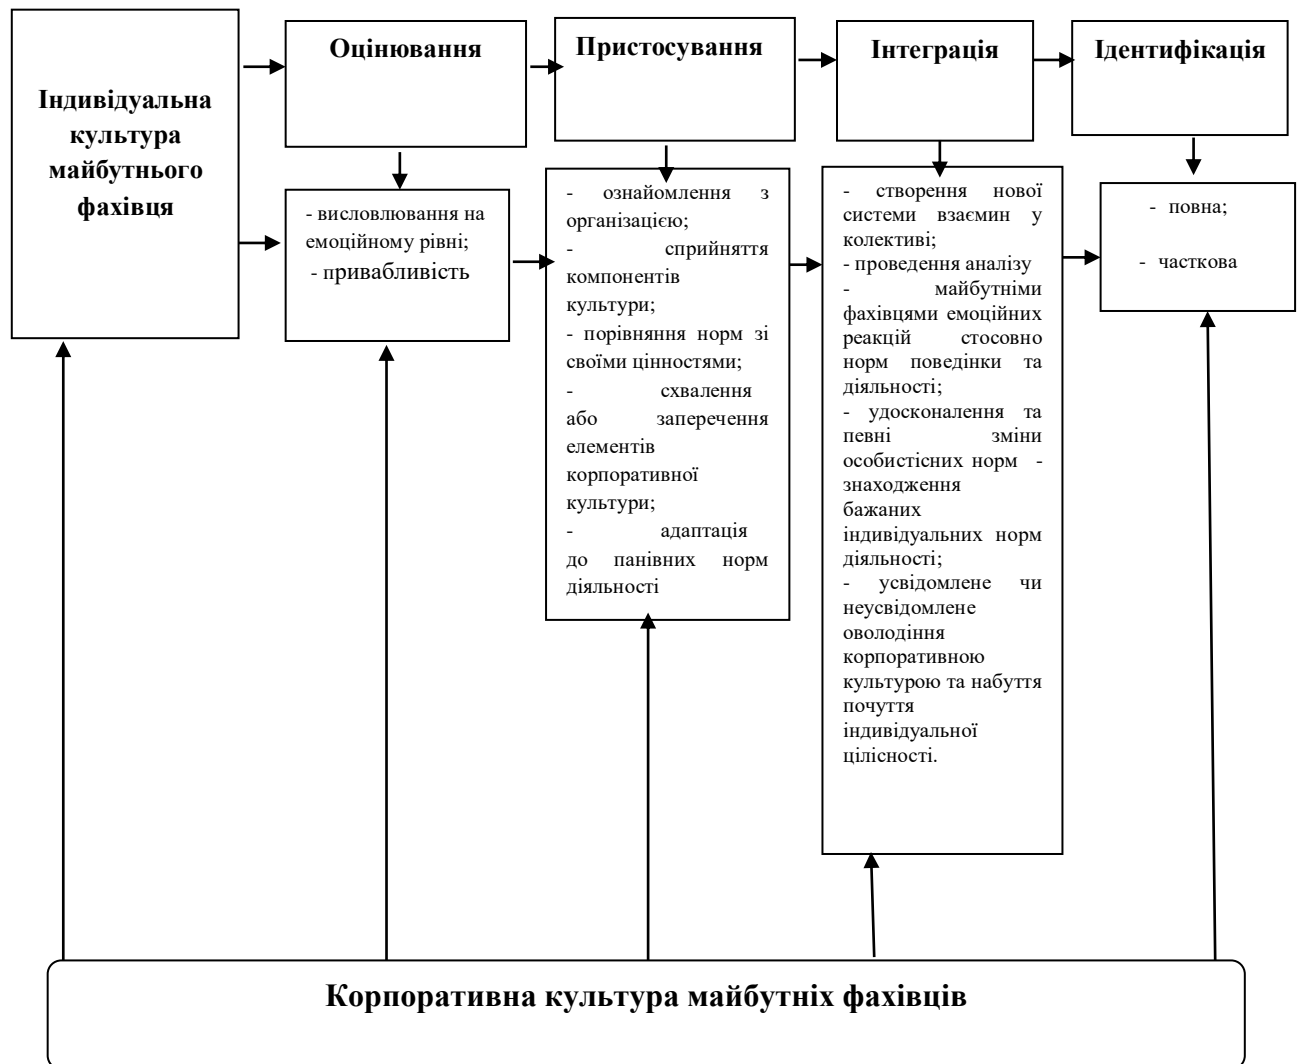 Індивідуальна
культура
майбутнього
фахівця
Оцінювання
Пристосування
Інтеграція
Ідентифікація
- висловлювання на
емоційному рівні;
- привабливість
- ознайомлення з
організацією;
- сприйняття
компонентів
культури;
- порівняння норм зі
своїми цінностями;
- схвалення
або заперечення
елементів
корпоративної
культури;
- адаптація
до панівних норм
діяльності
- створення нової
системи взаємин у
колективі;
- проведення аналізу
- майбутніми
фахівцями емоційних
реакцій стосовно
норм поведінки та
діяльності;
- удосконалення та
певні зміни
особистісних норм -
знаходження
бажаних
індивідуальних норм
діяльності;
- усвідомлене чи
неусвідомлене
оволодіння
корпоративною
культурою та набуття
почуття
індивідуальної
цілісності.
- повна;
- часткова
Корпоративна культура майбутніх фахівців